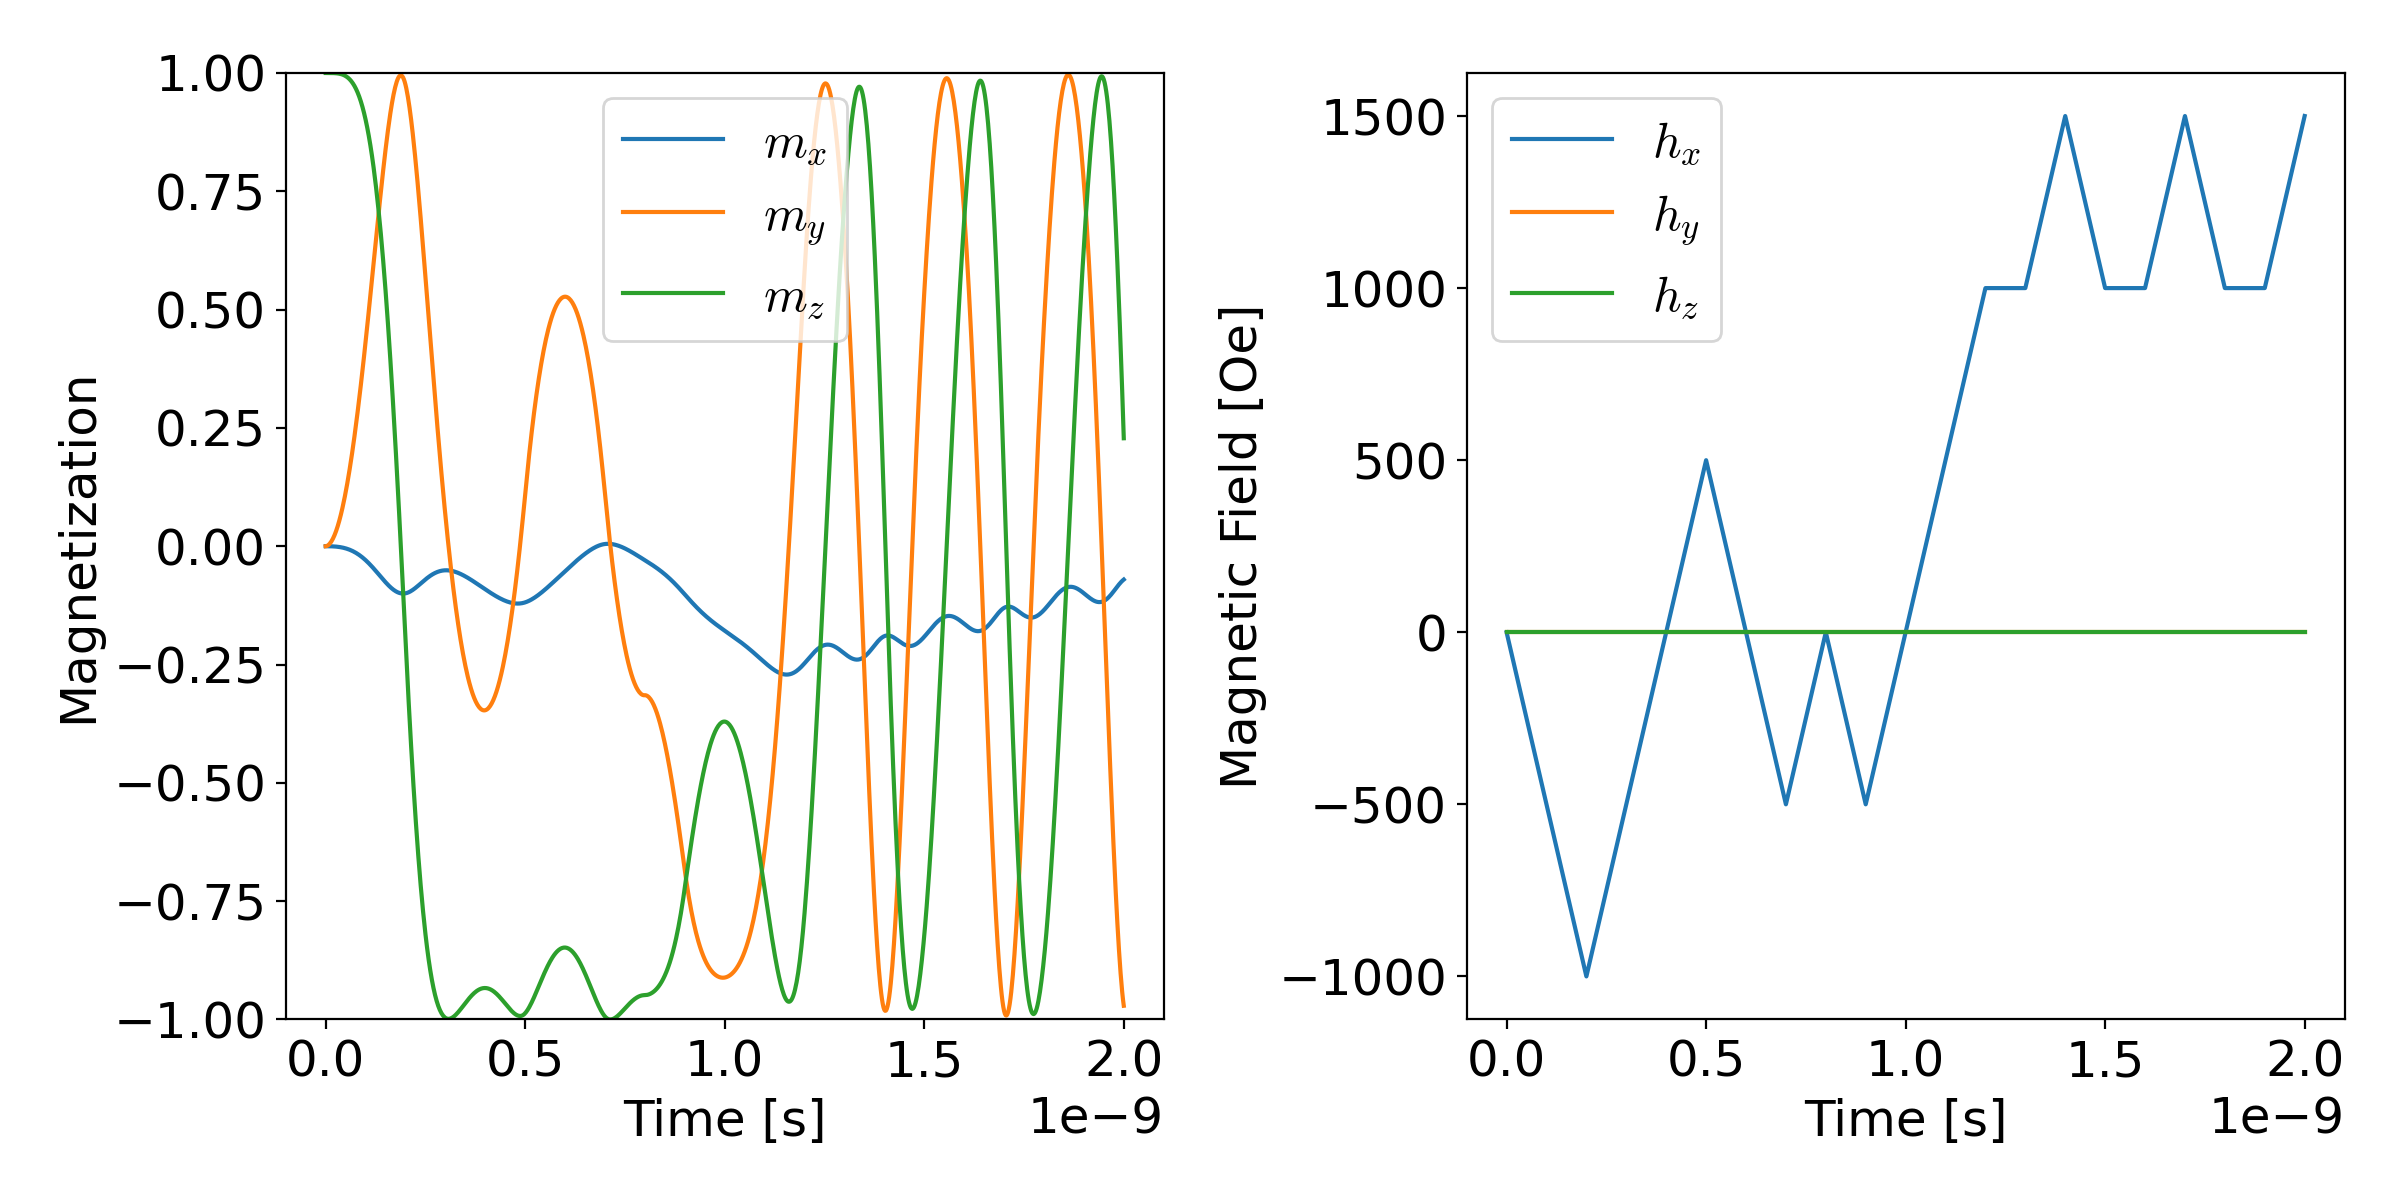 Magnetization
1.00
0.75
0.50
0.25
0.00
−0.25
−0.50
−0.75
−1.00
m_x
m_y
m_z
0.0 0.5 1.0 1.5 2.0
Time [s]
1e−9
Magnetic Field [Oe]
1500
1000
500
0
−500
−1000
h_x
h_y
h_z
0.0 0.5 1.0 1.5 2.0
Time [s]
1e−9